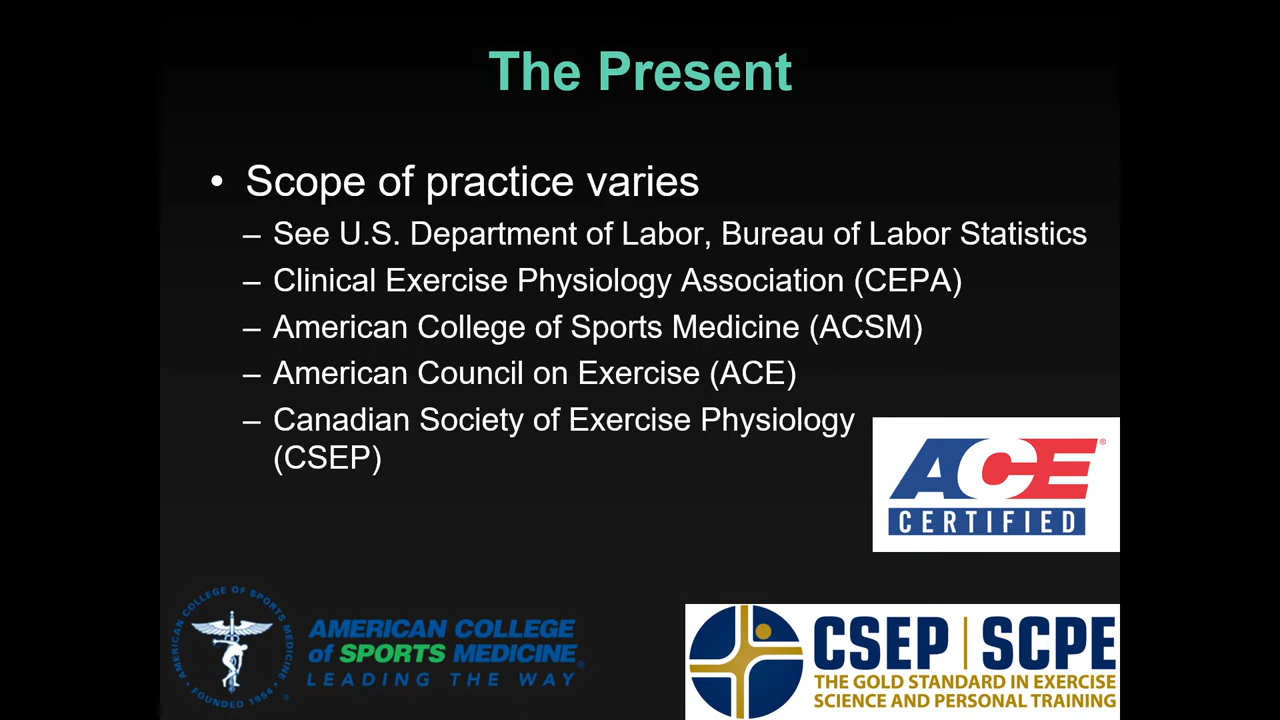 The Present
• Scope of practice varies
– See U.S. Department of Labor, Bureau of Labor Statistics
– Clinical Exercise Physiology Association (CEPA)
– American College of Sports Medicine (ACSM)
– American Council on Exercise (ACE)
– Canadian Society of Exercise Physiology
(CSEP)
ACE®
CERTIFIED
AMERICAN COLLEGE OF SPORTS MEDICINE
• FOUNDED 1954 •
AMERICAN COLLEGE
of SPORTS MEDICINE®
LEADING THE WAY
CSEP | SCPE
THE GOLD STANDARD IN EXERCISE
SCIENCE AND PERSONAL TRAINING